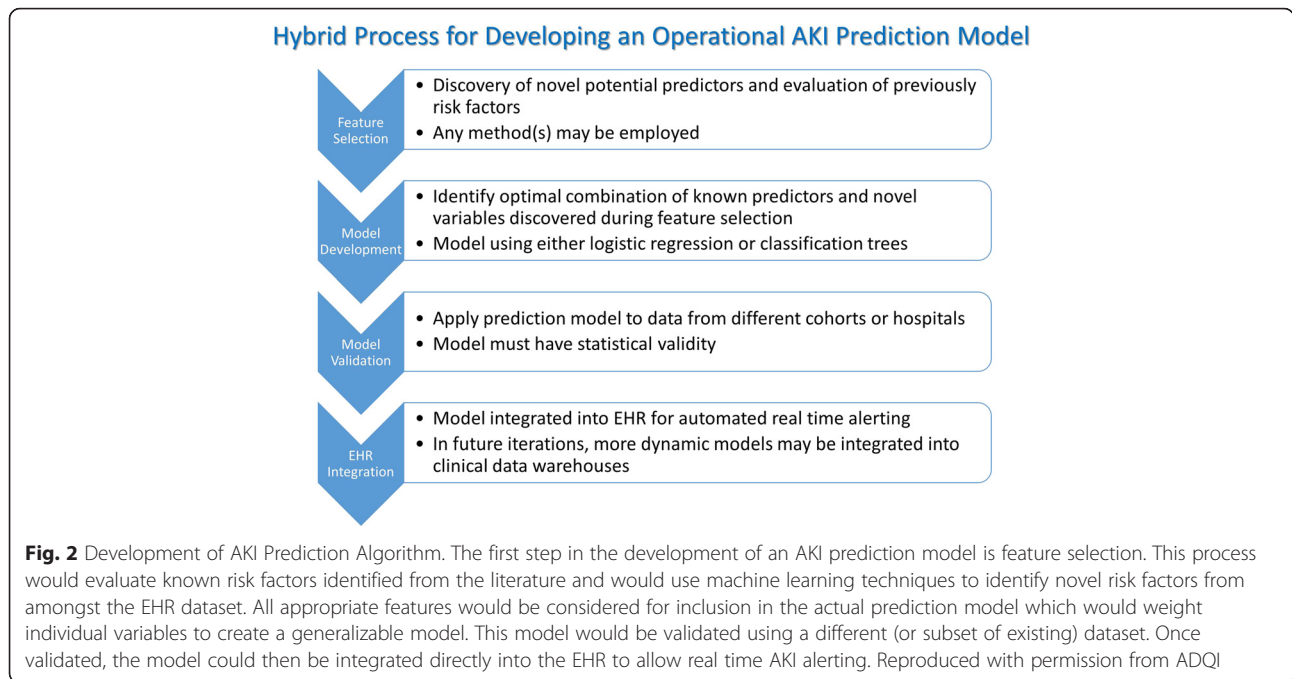 Hybrid Process for Developing an Operational AKI Prediction Model
Feature
Selection
• Discovery of novel potential predictors and evaluation of previously
risk factors
• Any method(s) may be employed
Model
Development
• Identify optimal combination of known predictors and novel
variables discovered during feature selection
• Model using either logistic regression or classification trees
Model
Validation
• Apply prediction model to data from different cohorts or hospitals
• Model must have statistical validity
EHR
Integration
• Model integrated into EHR for automated real time alerting
• In future iterations, more dynamic models may be integrated into
clinical data warehouses
Fig. 2 Development of AKI Prediction Algorithm. The first step in the development of an AKI prediction model is feature selection. This process
would evaluate known risk factors identified from the literature and would use machine learning techniques to identify novel risk factors from
amongst the EHR dataset. All appropriate features would be considered for inclusion in the actual prediction model which would weight
individual variables to create a generalizable model. This model would be validated using a different (or subset of existing) dataset. Once
validated, the model could then be integrated directly into the EHR to allow real time AKI alerting. Reproduced with permission from ADQI